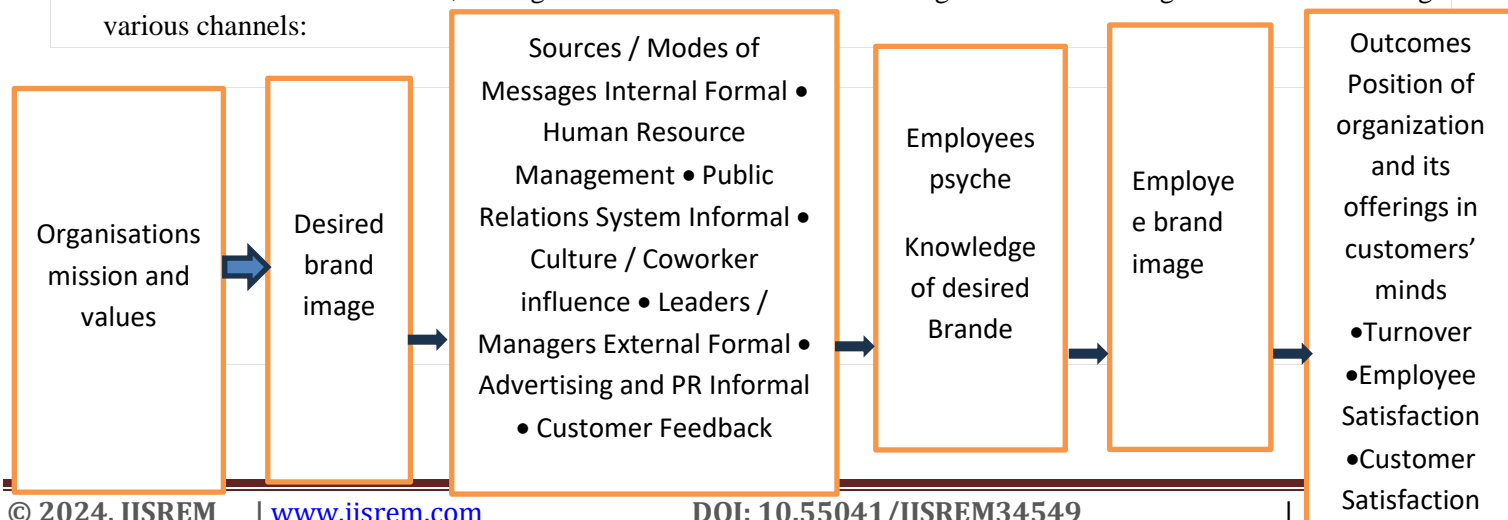 various channels:
Organisations
mission and
values
Desired
brand
image
Sources / Modes of
Messages Internal Formal •
Human Resource
Management • Public
Relations System Informal •
Culture / Coworker
influence • Leaders /
Managers External Formal •
Advertising and PR Informal
• Customer Feedback
Employees
psyche
Knowledge
of desired
Brande
Employe
e brand
image
Outcomes
Position of
organization
and its
offerings in
customers’
minds
•Turnover
•Employee
Satisfaction
•Customer
Satisfaction
© 2024, IJSREM | www.ijsrem.com DOI: 10.55041/IJSREM34549 |